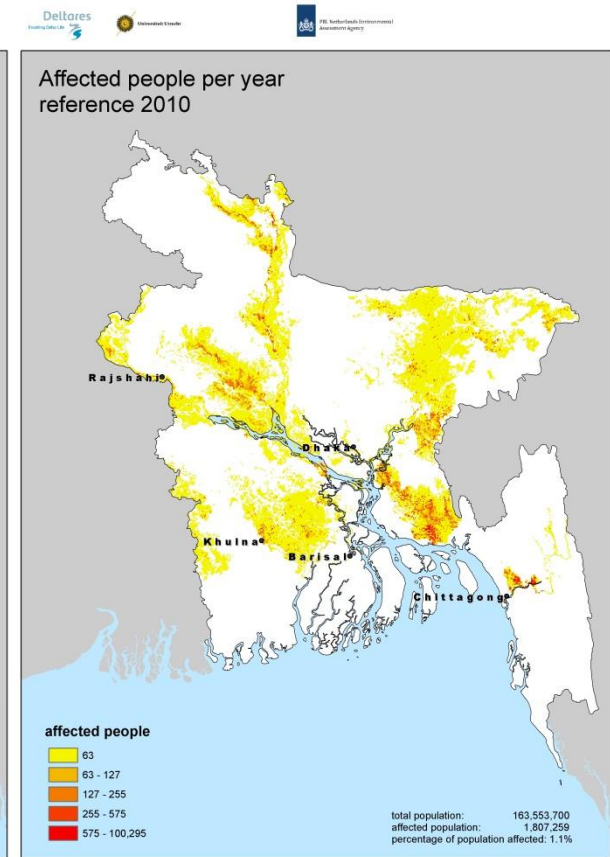 Deltares
Enabling Delta Life
Universiteit Utrecht
PBL Netherlands Environmental
Assessment Agency
Affected people per year
reference 2010
Rajshahi
Dhaka
Khulna
Barisal
Chittagong
affected people
63
63 - 127
127 - 255
255 - 575
575 - 100,295
total population: 163,553,700
affected population: 1,807,259
percentage of population affected: 1.1%